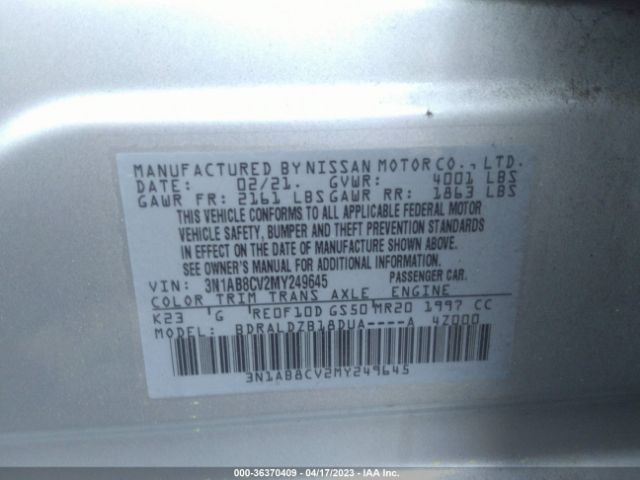 MANUFACTURED BY NISSAN MOTOR CO., LTD.
DATE: 02/21. GVWR: 4001 LBS
GAWR FR: 2161 LBS GAWR RR: 1863 LBS
THIS VEHICLE CONFORMS TO ALL APPLICABLE FEDERAL MOTOR
VEHICLE SAFETY, BUMPER AND THEFT PREVENTION STANDARDS
IN EFFECT ON THE DATE OF MANUFACTURE SHOWN ABOVE.
SEE OWNER'S MANUAL FOR ADDITIONAL INFORMATION.
VIN: 3N1AB8CV2MY249645 PASSENGER CAR.
COLOR TRIM TRANS AXLE ENGINE
K23 G RE0F10D GS50 MR20 1997 CC
MODEL: BDRALDZB18DUA----A 4Z000
3N1AB8CV2MY249645
000-36370409 - 04/17/2023 - IAA Inc.